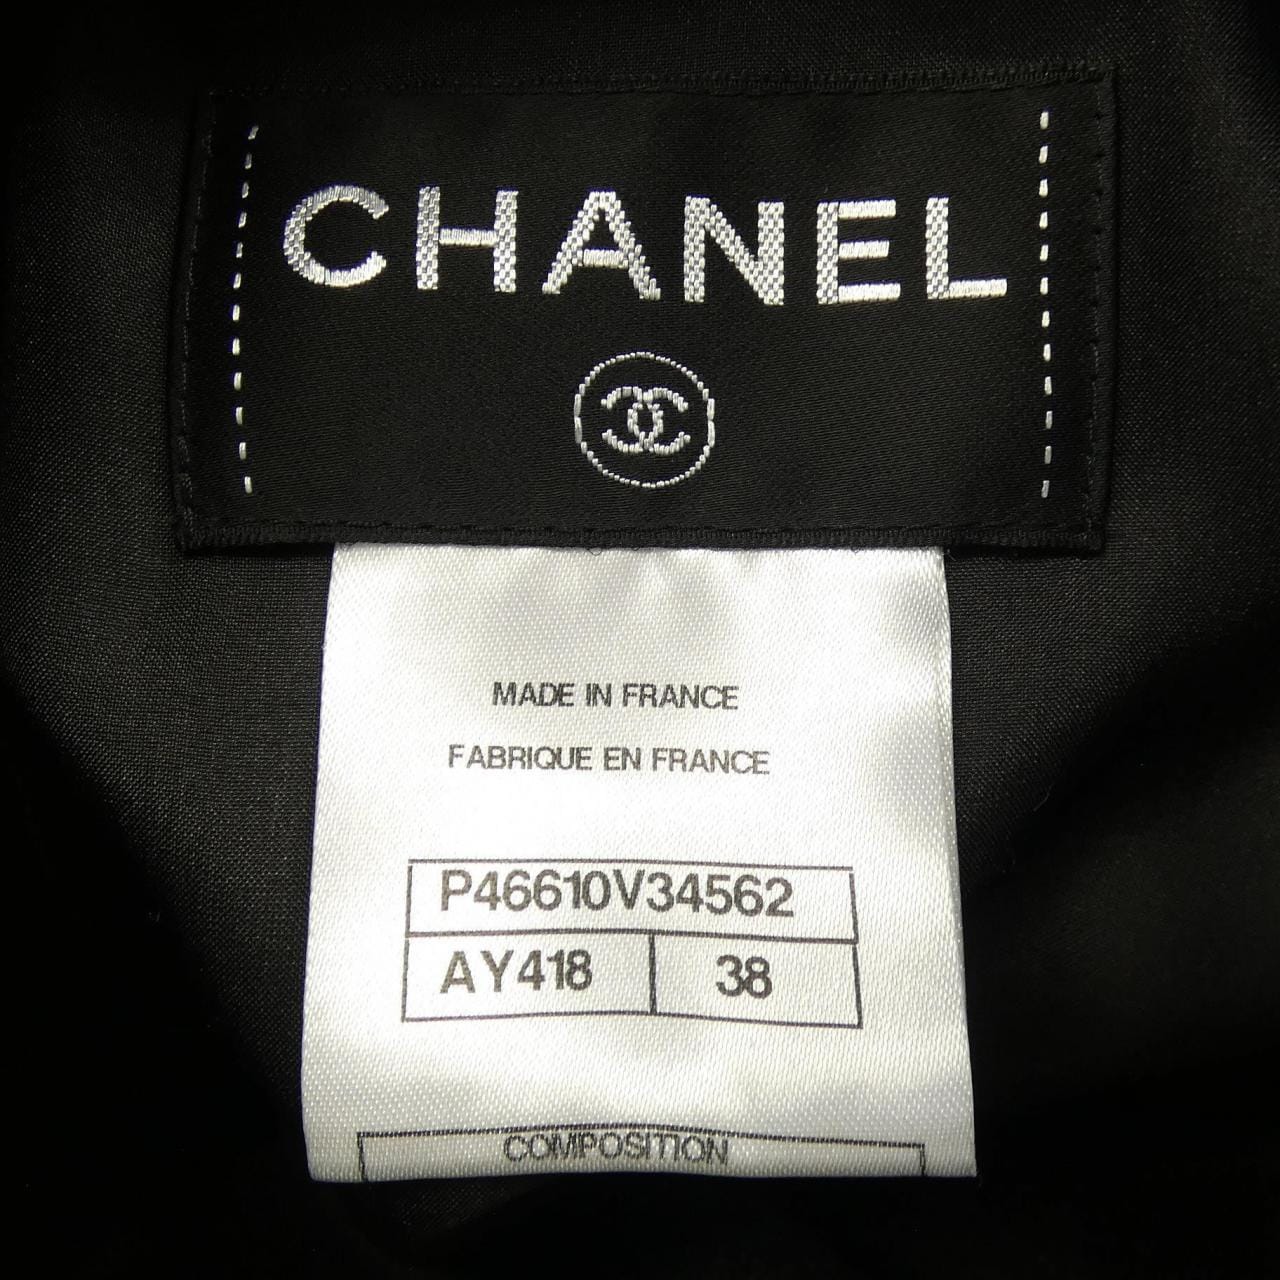 CHANEL
MADE IN FRANCE
FABRIQUE EN FRANCE
P46610V34562
AY418 38
COMPOSITION